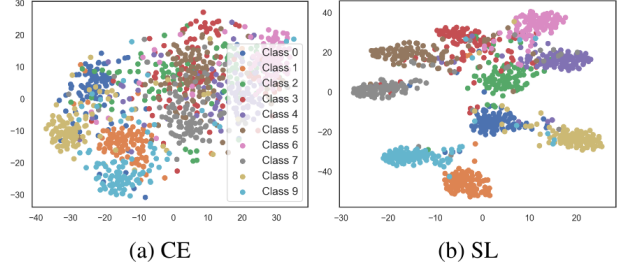 30
20
10
0
−10
−20
−30
−40 −30 −20 −10 0 10 20 30
Class 0
Class 1
Class 2
Class 3
Class 4
Class 5
Class 6
Class 7
Class 8
Class 9
(a) CE
40
20
0
−20
−40
−30 −20 −10 0 10 20
(b) SL